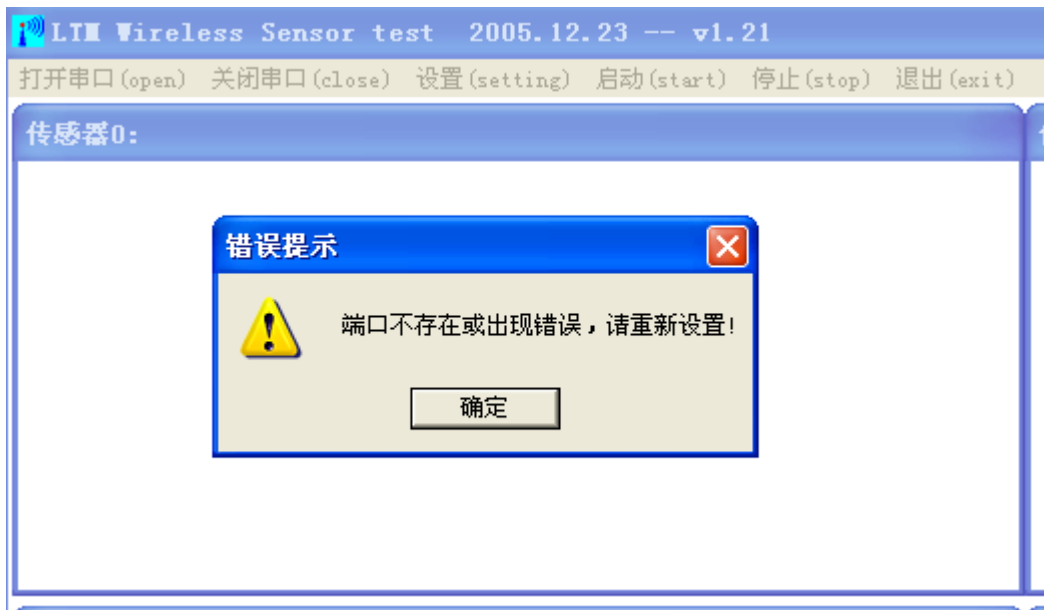 LTM Wireless Sensor test 2005.12.23 -- v1.21
打开串口(open) 关闭串口(close) 设置(setting) 启动(start) 停止(stop) 退出(exit)
传感器0:
错误提示
端口不存在或出现错误,请重新设置!
确定